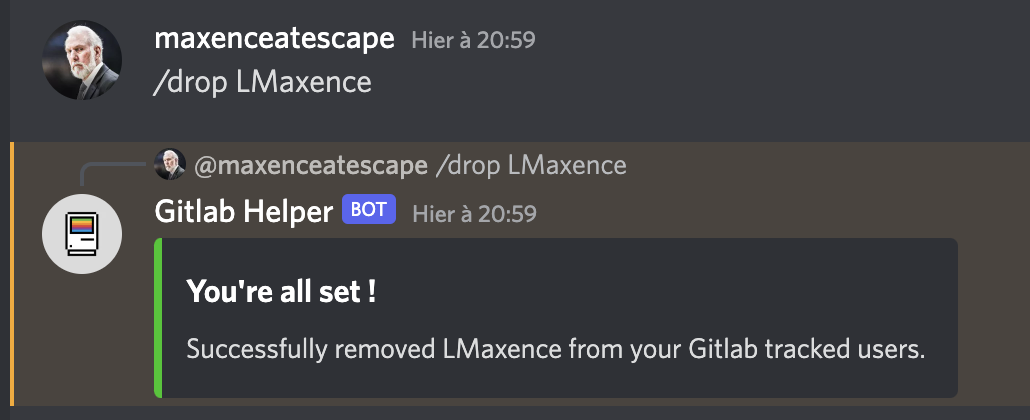 maxenceatescape Hier à 20:59
/drop LMaxence
@maxenceatescape /drop LMaxence
Gitlab Helper BOT Hier à 20:59
You're all set !
Successfully removed LMaxence from your Gitlab tracked users.